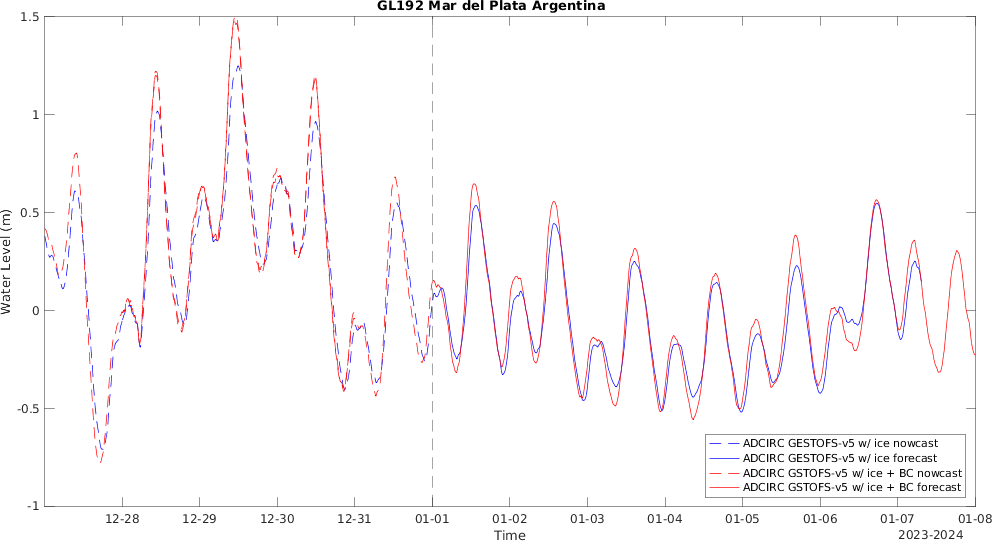 GL192 Mar del Plata Argentina
1.5
1
0.5
0
-0.5
-1
Water Level (m)
12-28
12-29
12-30
12-31
01-01
01-02
01-03
01-04
01-05
01-06
01-07
01-08
Time
2023-2024
ADCIRC GESTOFS-v5 w/ ice nowcast
ADCIRC GESTOFS-v5 w/ ice forecast
ADCIRC GSTOFS-v5 w/ ice + BC nowcast
ADCIRC GSTOFS-v5 w/ ice + BC forecast